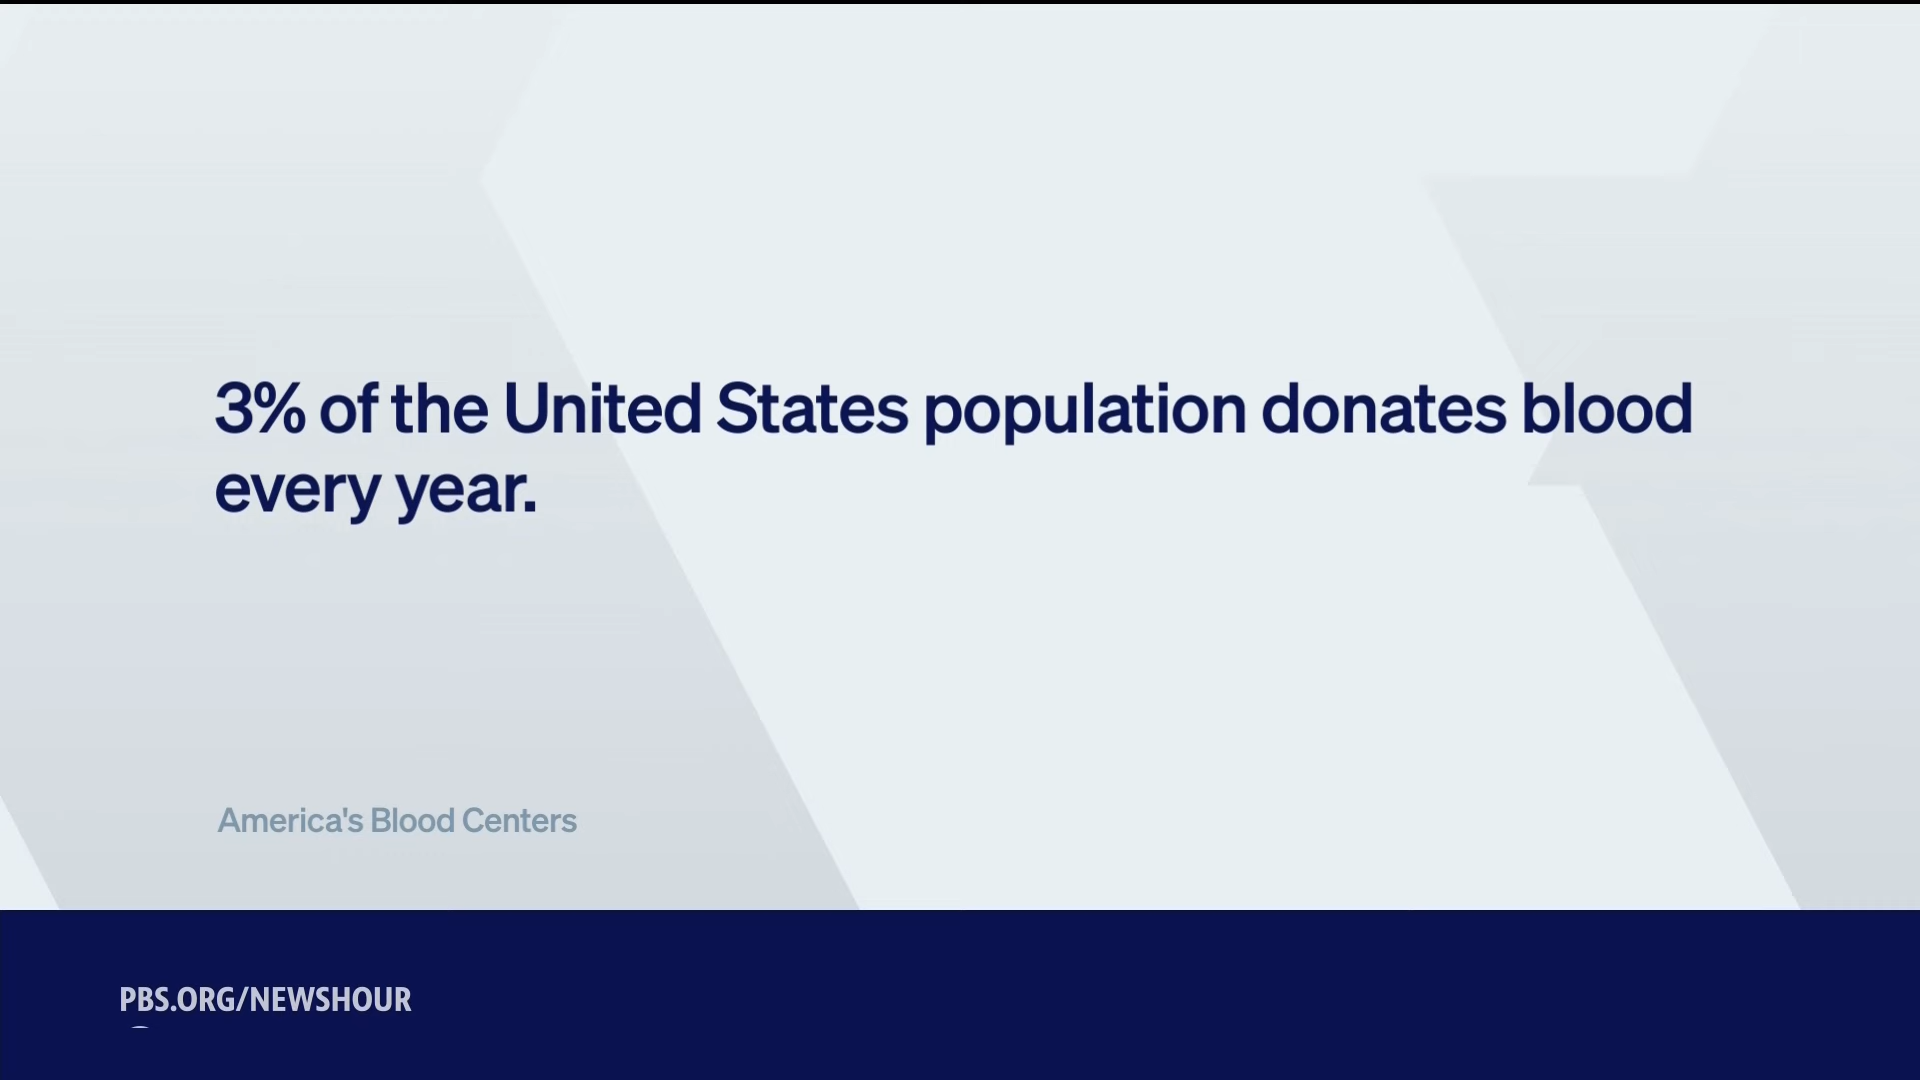 3% of the United States population donates blood
every year.
America's Blood Centers
PBS.ORG/NEWSHOUR